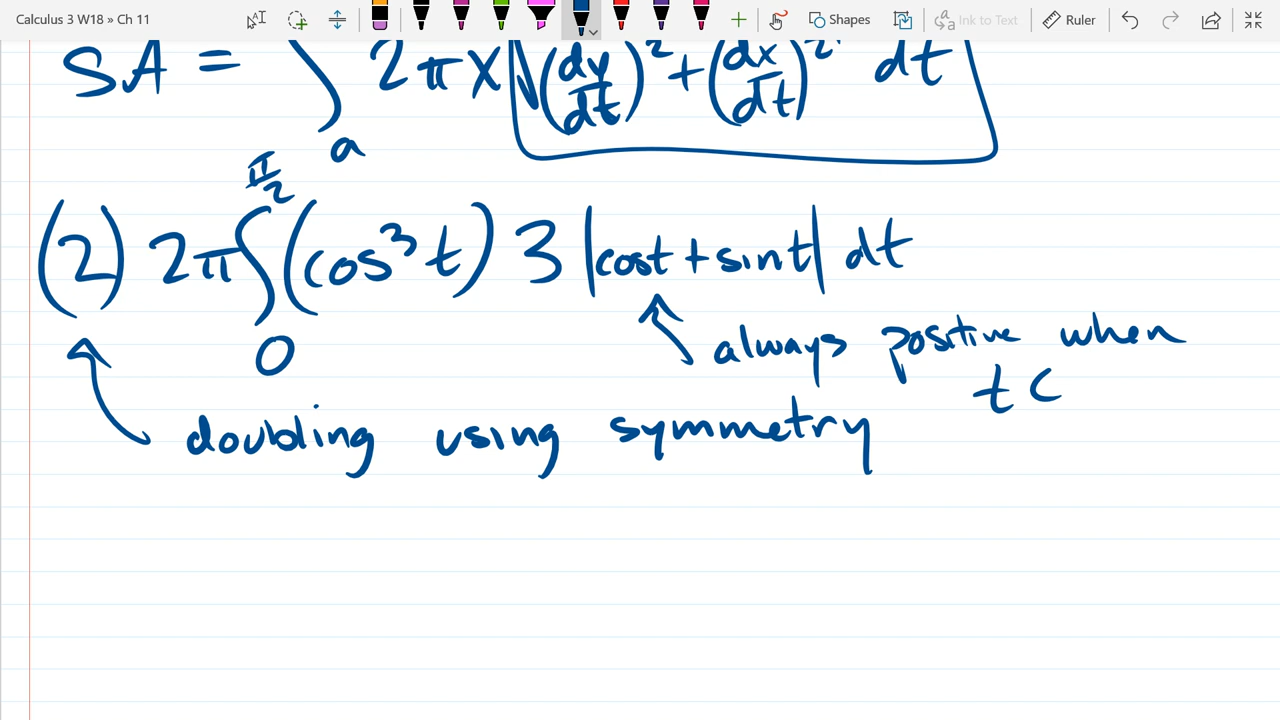 Calculus 3 W18 » Ch 11
Shapes
Link to Text
Ruler
SA = ∫ₐ 2πx √((dy/dt)² + (dx/dt)²) dt
(2) 2π ∫₀^(π/2) (cos³t) 3 |cost + sint| dt
always positive when
t C
doubling using symmetry